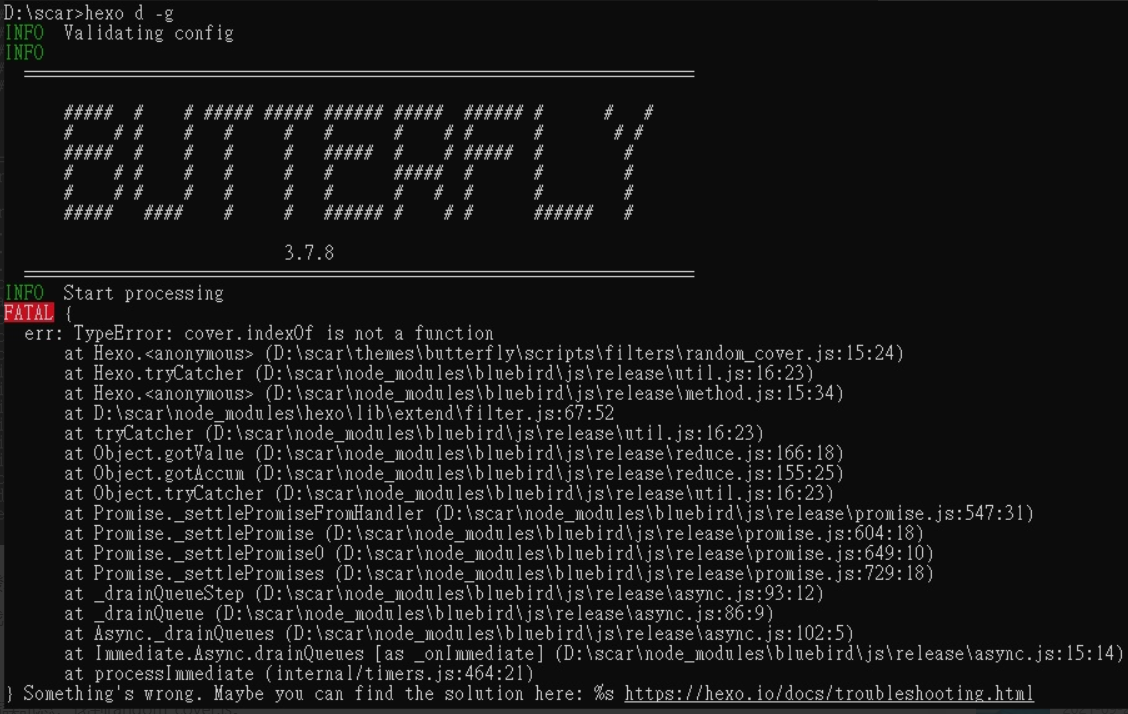 D:\scar>hexo d -g
INFO  Validating config
INFO
BUTTERFLY
3.7.8
INFO  Start processing
FATAL {
err: TypeError: cover.indexOf is not a function
at Hexo.<anonymous> (D:\scar\themes\butterfly\scripts\filters\random_cover.js:15:24)
at Hexo.tryCatcher (D:\scar\node_modules\bluebird\js\release\util.js:16:23)
at Hexo.<anonymous> (D:\scar\node_modules\bluebird\js\release\method.js:15:34)
at D:\scar\node_modules\hexo\lib\extend\filter.js:67:52
at tryCatcher (D:\scar\node_modules\bluebird\js\release\util.js:16:23)
at Object.gotValue (D:\scar\node_modules\bluebird\js\release\reduce.js:166:18)
at Object.gotAccum (D:\scar\node_modules\bluebird\js\release\reduce.js:155:25)
at Object.tryCatcher (D:\scar\node_modules\bluebird\js\release\util.js:16:23)
at Promise._settlePromiseFromHandler (D:\scar\node_modules\bluebird\js\release\promise.js:547:31)
at Promise._settlePromise (D:\scar\node_modules\bluebird\js\release\promise.js:604:18)
at Promise._settlePromise0 (D:\scar\node_modules\bluebird\js\release\promise.js:649:10)
at Promise._settlePromises (D:\scar\node_modules\bluebird\js\release\promise.js:729:18)
at _drainQueueStep (D:\scar\node_modules\bluebird\js\release\async.js:93:12)
at _drainQueue (D:\scar\node_modules\bluebird\js\release\async.js:86:9)
at Async._drainQueues (D:\scar\node_modules\bluebird\js\release\async.js:102:5)
at Immediate.Async.drainQueues [as _onImmediate] (D:\scar\node_modules\bluebird\js\release\async.js:15:14)
at processImmediate (internal/timers.js:464:21)
} Something's wrong. Maybe you can find the solution here: %s https://hexo.io/docs/troubleshooting.html